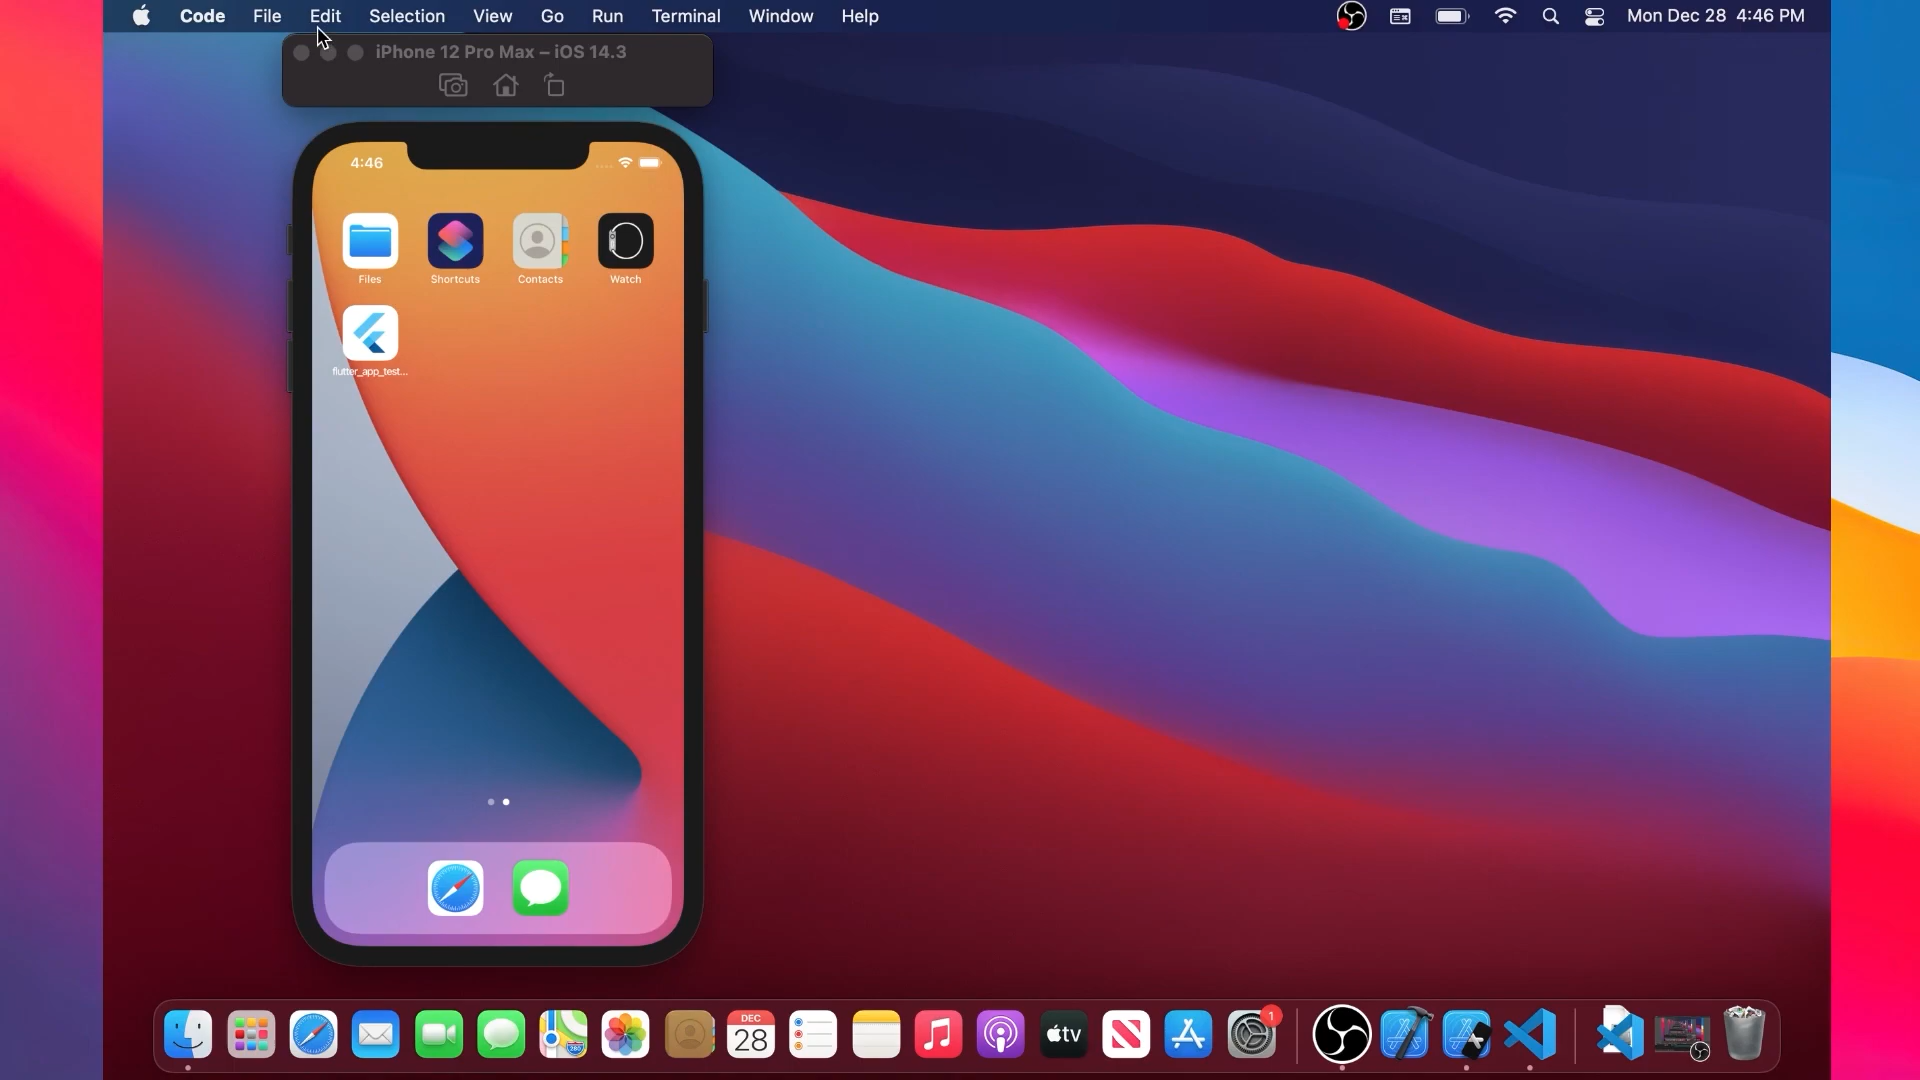 Code File Edit Selection View Go Run Terminal Window Help Mon Dec 28 4:46 PM
iPhone 12 Pro Max – iOS 14.3
4:46
Files Shortcuts Contacts Watch
flutter_app_test...
DEC
28
tv
1